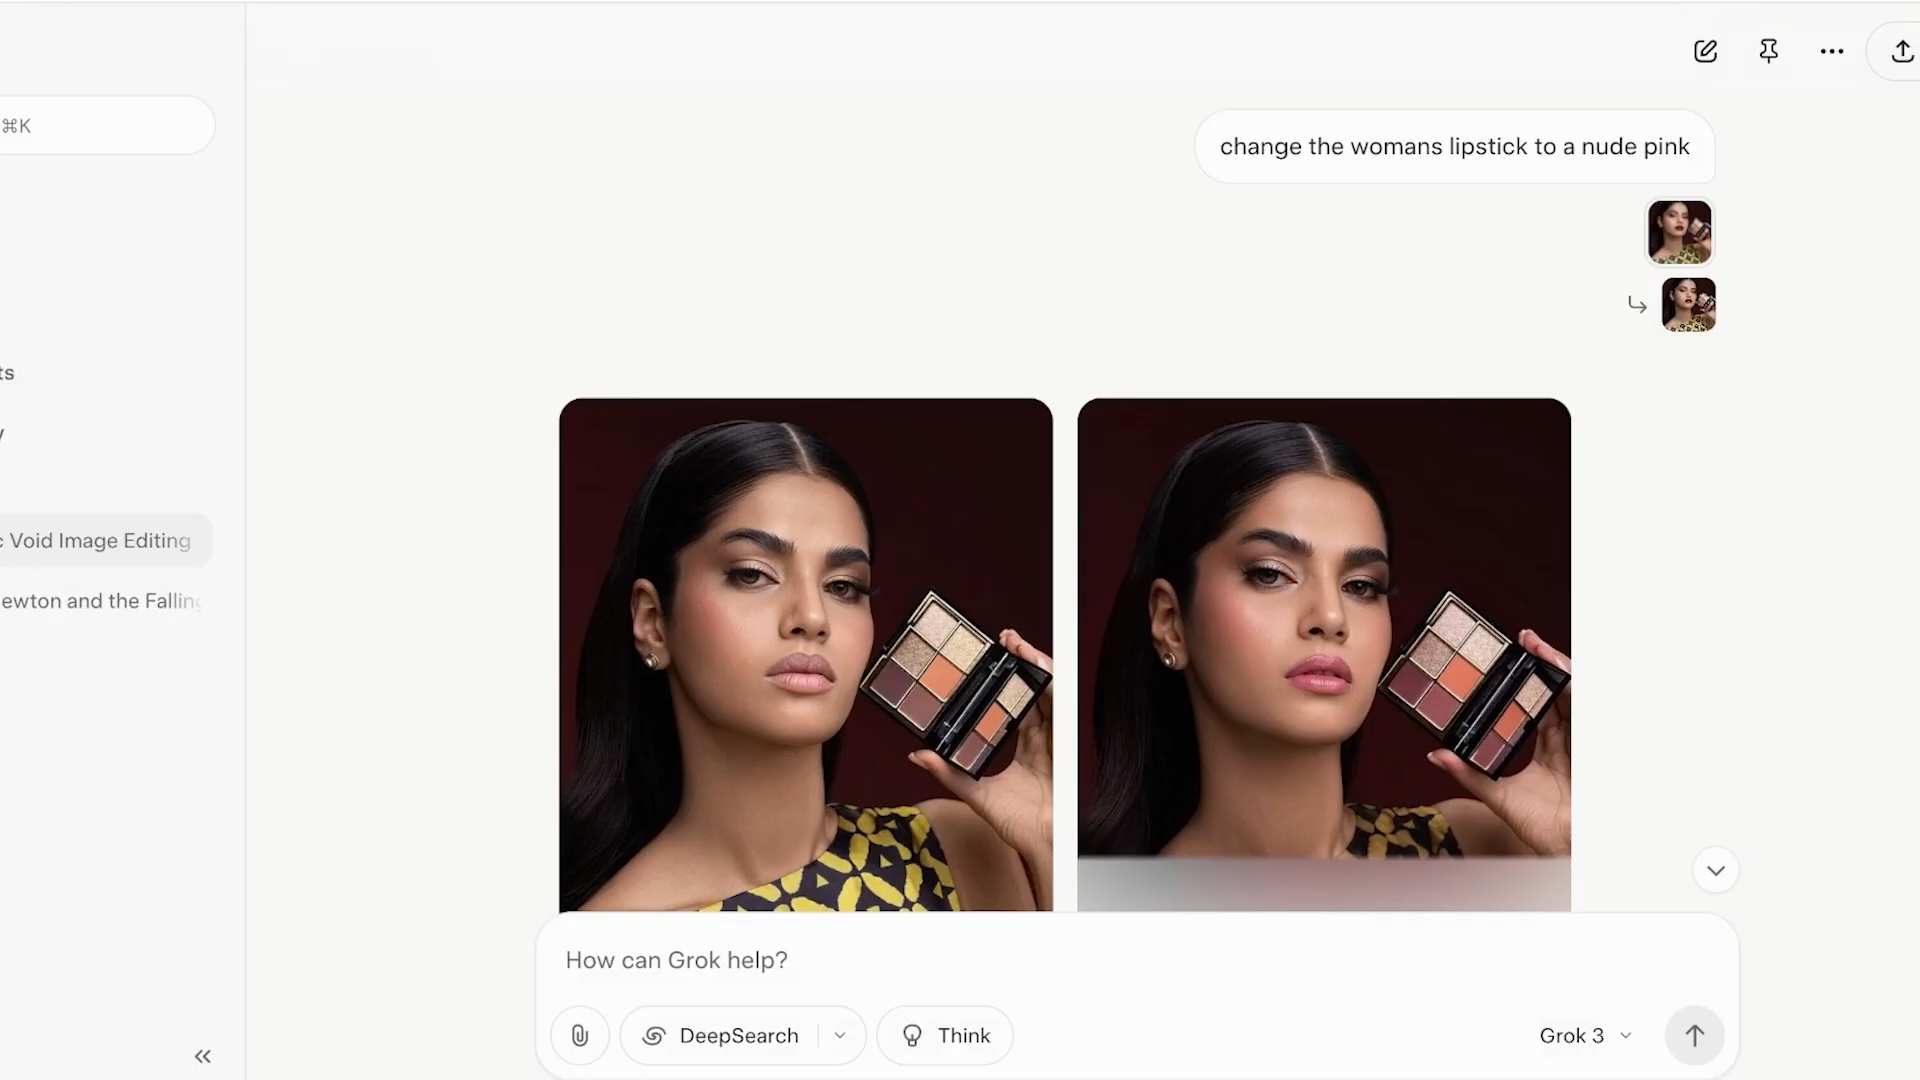 ⌘K
change the womans lipstick to a nude pink
ts
y
c Void Image Editing
ewton and the Falling
How can Grok help?
DeepSearch
Think
Grok 3